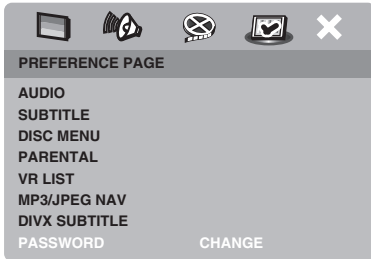 PREFERENCE PAGE
AUDIO
SUBTITLE
DISC MENU
PARENTAL
VR LIST
MP3/JPEG NAV
DIVX SUBTITLE
PASSWORD CHANGE